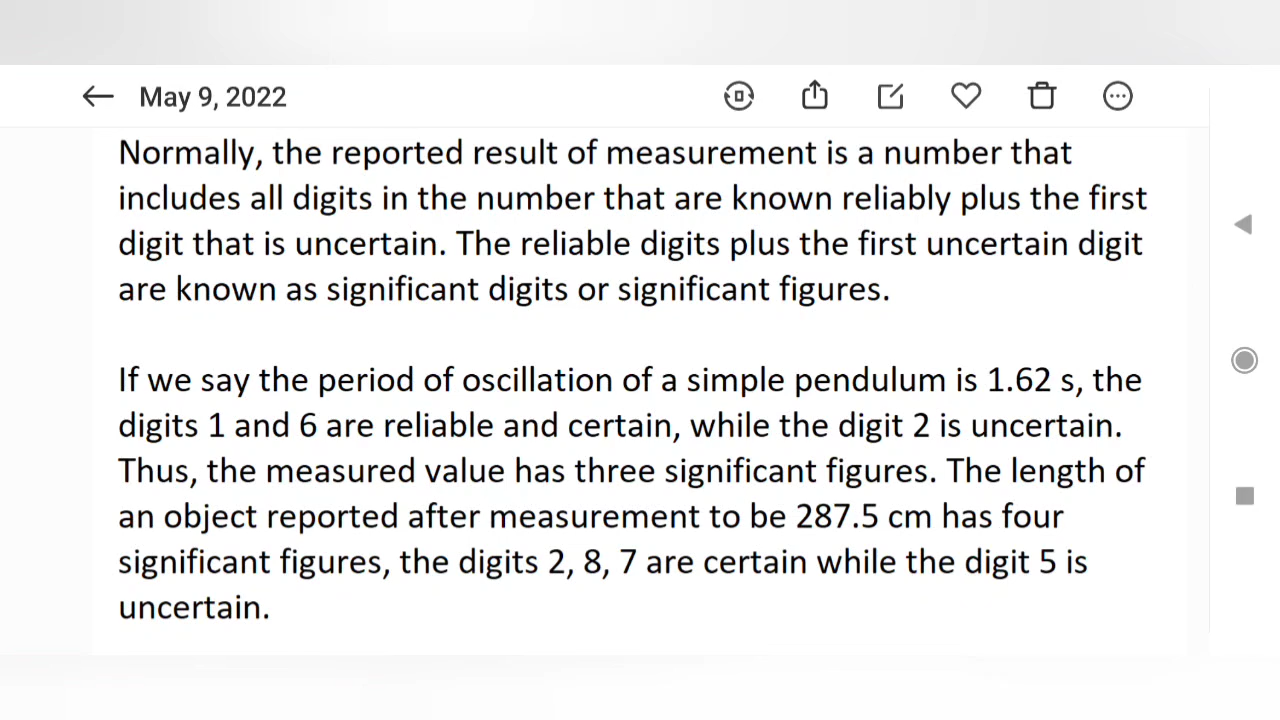 May 9, 2022
Normally, the reported result of measurement is a number that
includes all digits in the number that are known reliably plus the first
digit that is uncertain. The reliable digits plus the first uncertain digit
are known as significant digits or significant figures.
If we say the period of oscillation of a simple pendulum is 1.62 s, the
digits 1 and 6 are reliable and certain, while the digit 2 is uncertain.
Thus, the measured value has three significant figures. The length of
an object reported after measurement to be 287.5 cm has four
significant figures, the digits 2, 8, 7 are certain while the digit 5 is
uncertain.